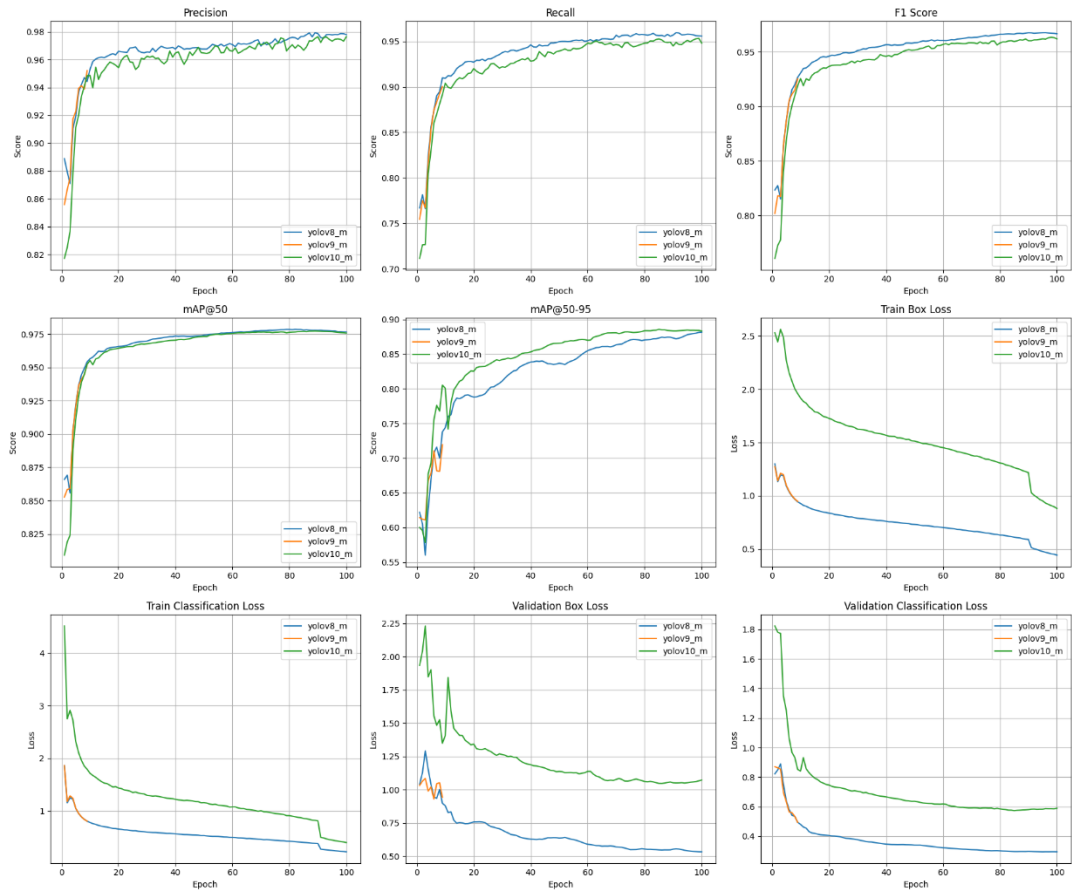 Precision
0.98
0.96
0.94
0.92
0.90
0.88
0.86
0.84
0.82
Score
0
20
40
60
80
100
Epoch
yolov8_m
yolov9_m
yolov10_m
Recall
0.95
0.90
0.85
0.80
0.75
0.70
Score
0
20
40
60
80
100
Epoch
yolov8_m
yolov9_m
yolov10_m
F1 Score
0.95
0.90
0.85
0.80
Score
0
20
40
60
80
100
Epoch
yolov8_m
yolov9_m
yolov10_m
mAP@50
0.975
0.950
0.925
0.900
0.875
0.850
0.825
Score
0
20
40
60
80
100
Epoch
yolov8_m
yolov9_m
yolov10_m
mAP@50-95
0.90
0.85
0.80
0.75
0.70
0.65
0.60
0.55
Score
0
20
40
60
80
100
Epoch
yolov8_m
yolov9_m
yolov10_m
Train Box Loss
2.5
2.0
1.5
1.0
0.5
Loss
0
20
40
60
80
100
Epoch
yolov8_m
yolov9_m
yolov10_m
Train Classification Loss
4
3
2
1
Loss
0
20
40
60
80
100
Epoch
yolov8_m
yolov9_m
yolov10_m
Validation Box Loss
2.25
2.00
1.75
1.50
1.25
1.00
0.75
0.50
Loss
0
20
40
60
80
100
Epoch
yolov8_m
yolov9_m
yolov10_m
Validation Classification Loss
1.8
1.6
1.4
1.2
1.0
0.8
0.6
0.4
Loss
0
20
40
60
80
100
Epoch
yolov8_m
yolov9_m
yolov10_m